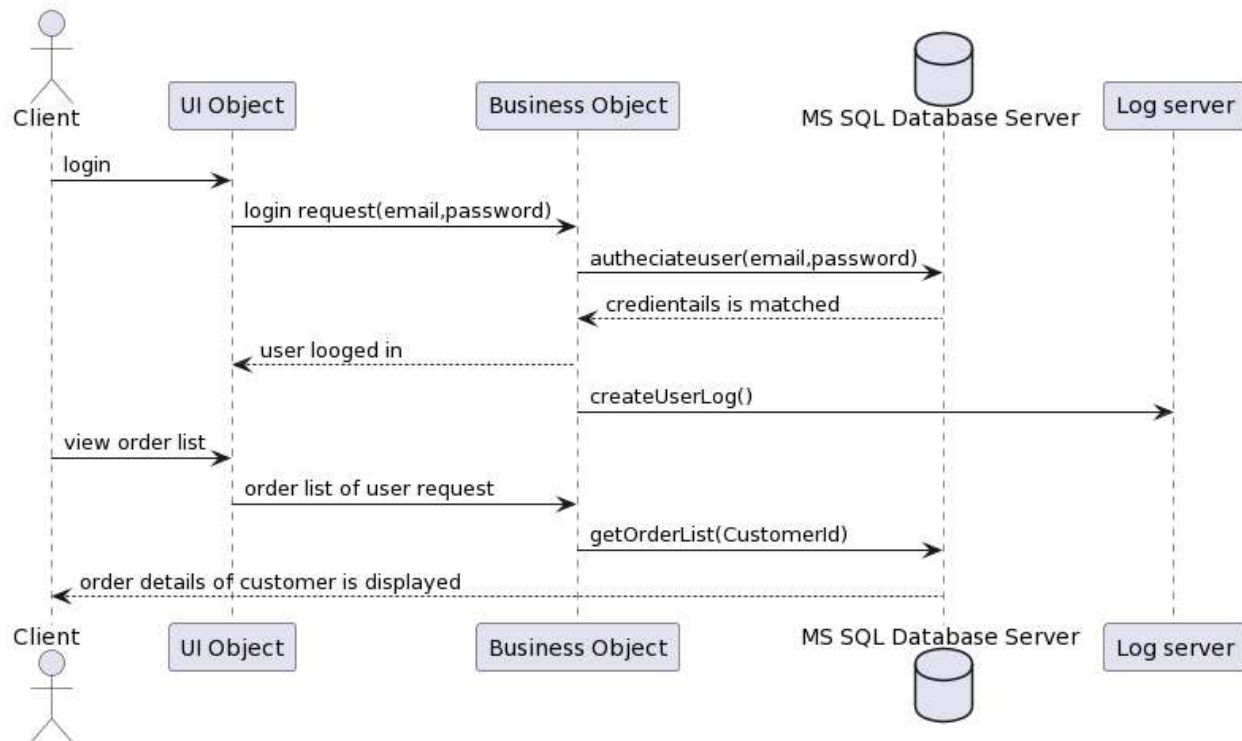 Client
UI Object
Business Object
MS SQL Database Server
Log server
login
login request(email,password)
autheciateuser(email,password)
credientails is matched
user looged in
createUserLog()
view order list
order list of user request
getOrderList(CustomerId)
order details of customer is displayed
Client
UI Object
Business Object
MS SQL Database Server
Log server